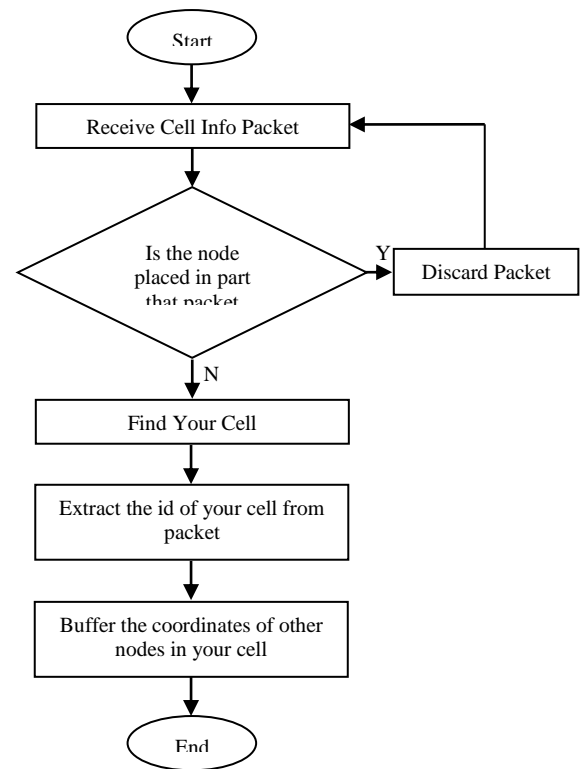 Start
Receive Cell Info Packet
Is the node
placed in part
that packet
Y
Discard Packet
N
Find Your Cell
Extract the id of your cell from
packet
Buffer the coordinates of other
nodes in your cell
End